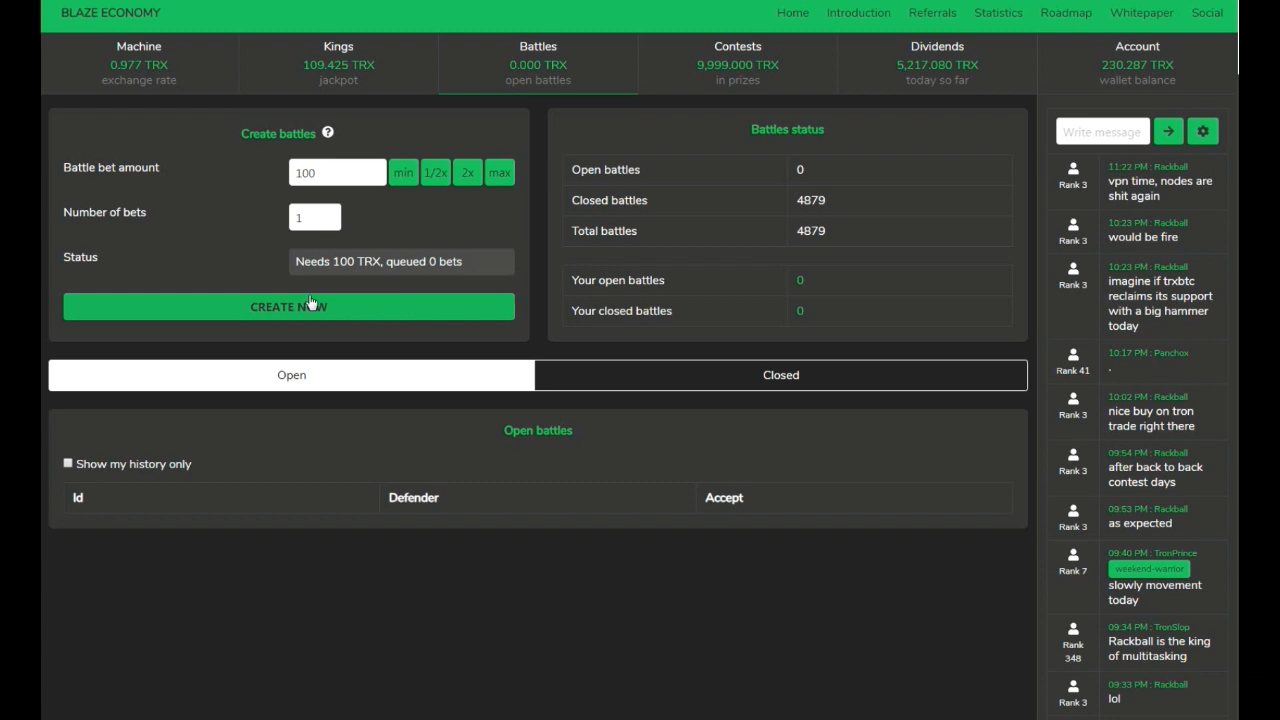 BLAZE ECONOMY
Home Introduction Referrals Statistics Roadmap Whitepaper Social
Machine
0.977 TRX
exchange rate
Kings
109.425 TRX
jackpot
Battles
0.000 TRX
open battles
Contests
9,999.000 TRX
in prizes
Dividends
5,217.080 TRX
today so far
Account
230.287 TRX
wallet balance
Create battles ?
Battle bet amount
100
min 1/2x 2x max
Number of bets
1
Status
Needs 100 TRX, queued 0 bets
CREATE NOW
Battles status
Open battles 0
Closed battles 4879
Total battles 4879
Your open battles 0
Your closed battles 0
Open
Closed
Open battles
Show my history only
Id Defender Accept
Write message
Rank 3
11:22 PM : Rackball
vpn time, nodes are
shit again
Rank 3
10:23 PM : Rackball
would be fire
Rank 3
10:23 PM : Rackball
imagine if trxbtc
reclaims its support
with a big hammer
today
Rank 41
10:17 PM : Panchox
.
Rank 3
10:02 PM : Rackball
nice buy on tron
trade right there
Rank 3
09:54 PM : Rackball
after back to back
contest days
Rank 3
09:53 PM : Rackball
as expected
Rank 7
09:40 PM : TronPrince
weekend-warrior
slowly movement
today
Rank
348
09:34 PM : TronSlop
Rackball is the king
of multitasking
Rank 3
09:33 PM : Rackball
lol